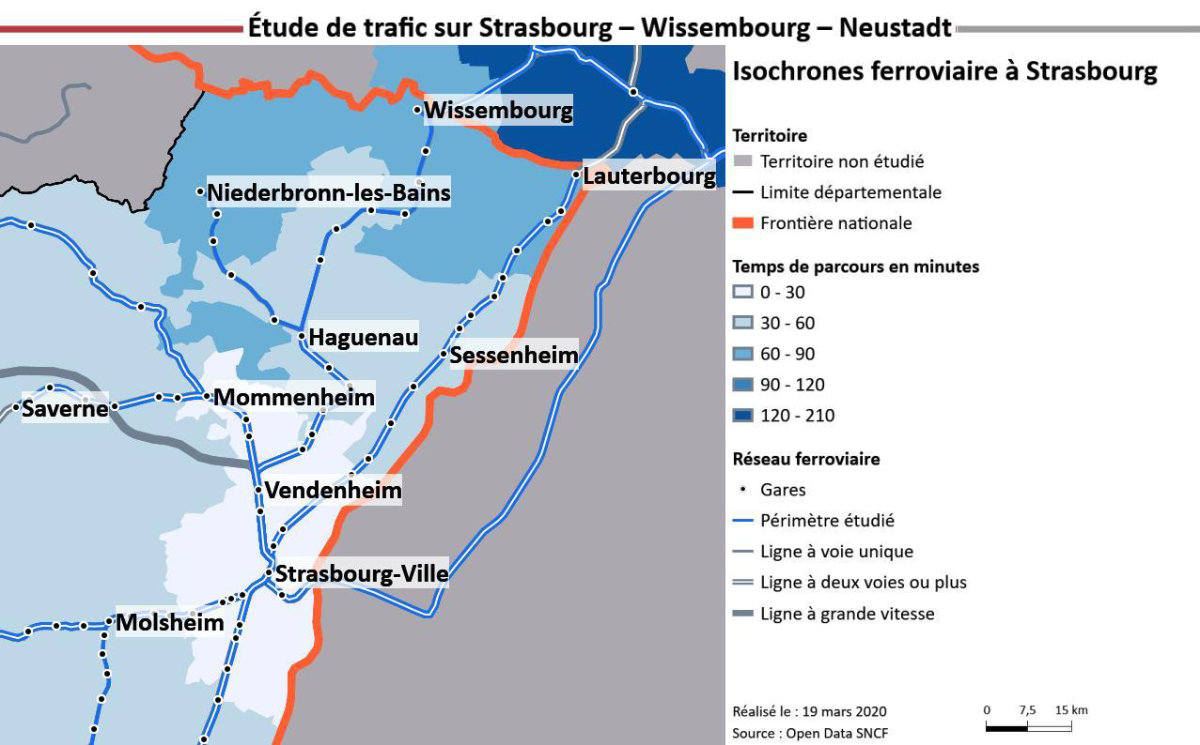 Étude de trafic sur Strasbourg – Wissembourg – Neustadt
Isochrones ferroviaire à Strasbourg
Territoire
Territoire non étudié
Limite départementale
Frontière nationale
Temps de parcours en minutes
0 - 30
30 - 60
60 - 90
90 - 120
120 - 210
Réseau ferroviaire
Gares
Périmètre étudié
Ligne à voie unique
Ligne à deux voies ou plus
Ligne à grande vitesse
Réalisé le : 19 mars 2020
Source : Open Data SNCF
0 7,5 15 km
Wissembourg
Lauterbourg
Niederbronn-les-Bains
Haguenau
Sessenheim
Mommenheim
Saverne
Vendenheim
Strasbourg-Ville
Molsheim